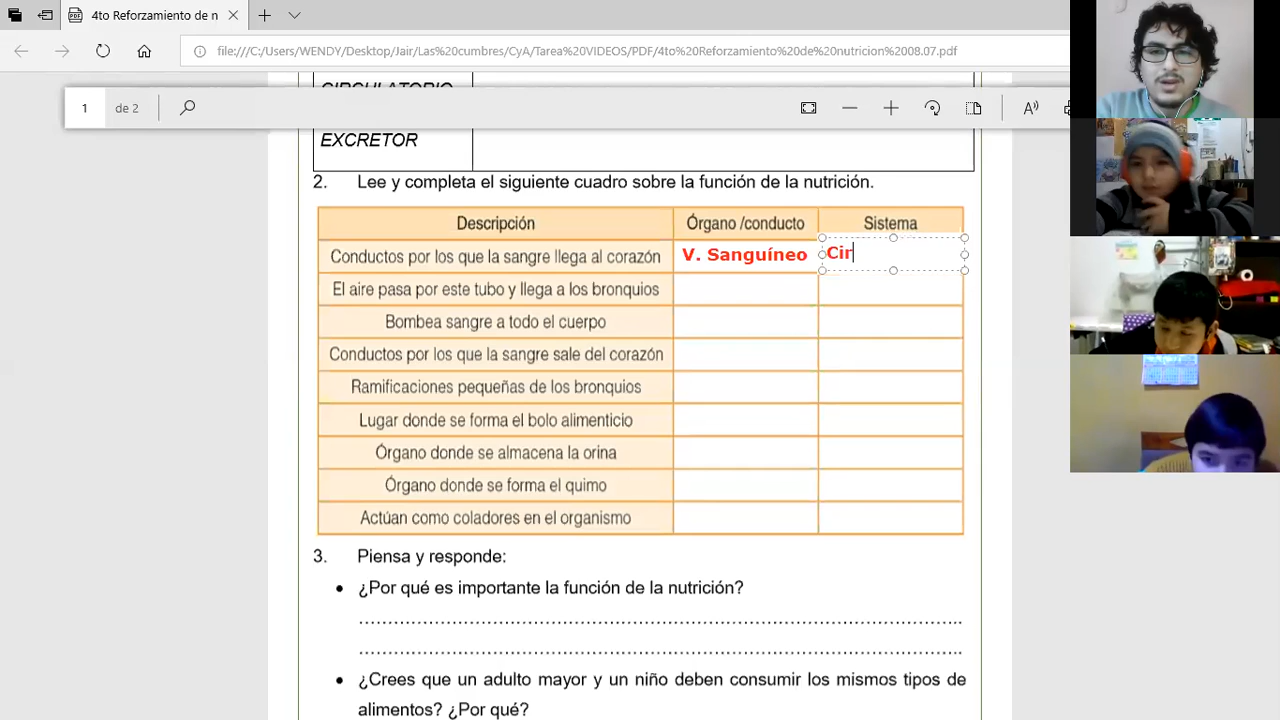 4to Reforzamiento de n
file:///C:/Users/WENDY/Desktop/Jair/Las%20cumbres/CyA/Tarea%20VIDEOS/PDF/4to%20Reforzamiento%20de%20nutricion%2008.07.pdf
CIRCULATORIO
1 de 2
EXCRETOR
2. Lee y completa el siguiente cuadro sobre la función de la nutrición.
Descripción Órgano /conducto Sistema
Conductos por los que la sangre llega al corazón V. Sanguíneo Cir
El aire pasa por este tubo y llega a los bronquios
Bombea sangre a todo el cuerpo
Conductos por los que la sangre sale del corazón
Ramificaciones pequeñas de los bronquios
Lugar donde se forma el bolo alimenticio
Órgano donde se almacena la orina
Órgano donde se forma el quimo
Actúan como coladores en el organismo
3. Piensa y responde:
• ¿Por qué es importante la función de la nutrición?
• ¿Crees que un adulto mayor y un niño deben consumir los mismos tipos de
alimentos? ¿Por qué?